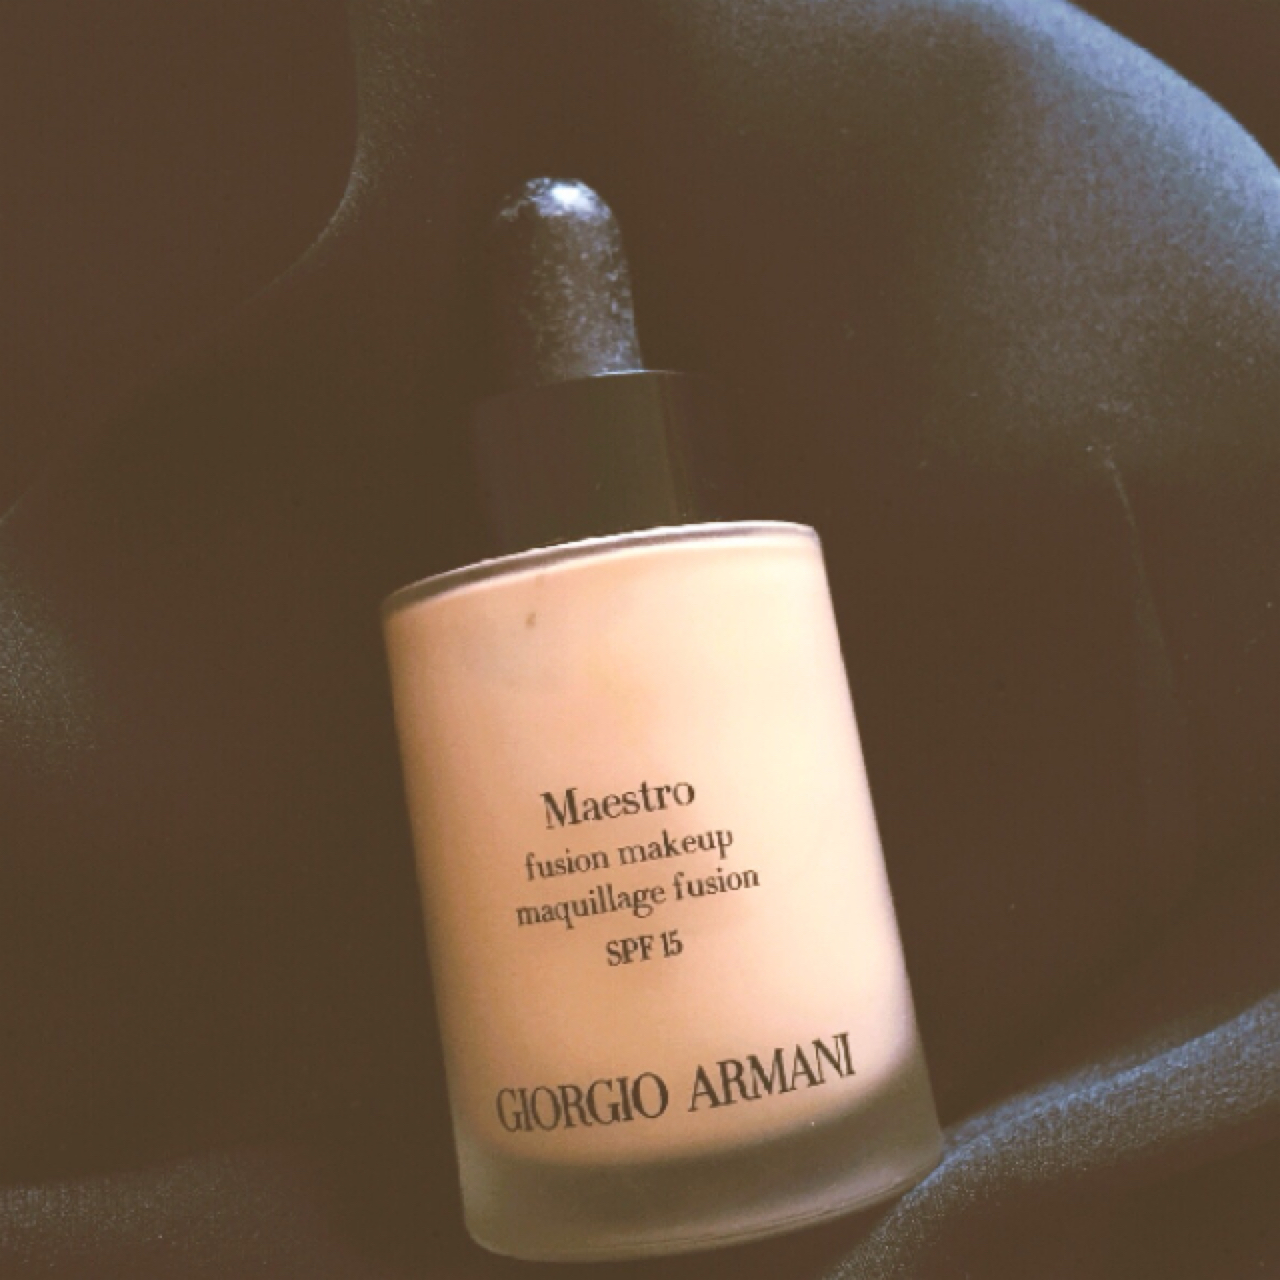 Maestro
fusion makeup
maquillage fusion
SPF 15
GIORGIO ARMANI